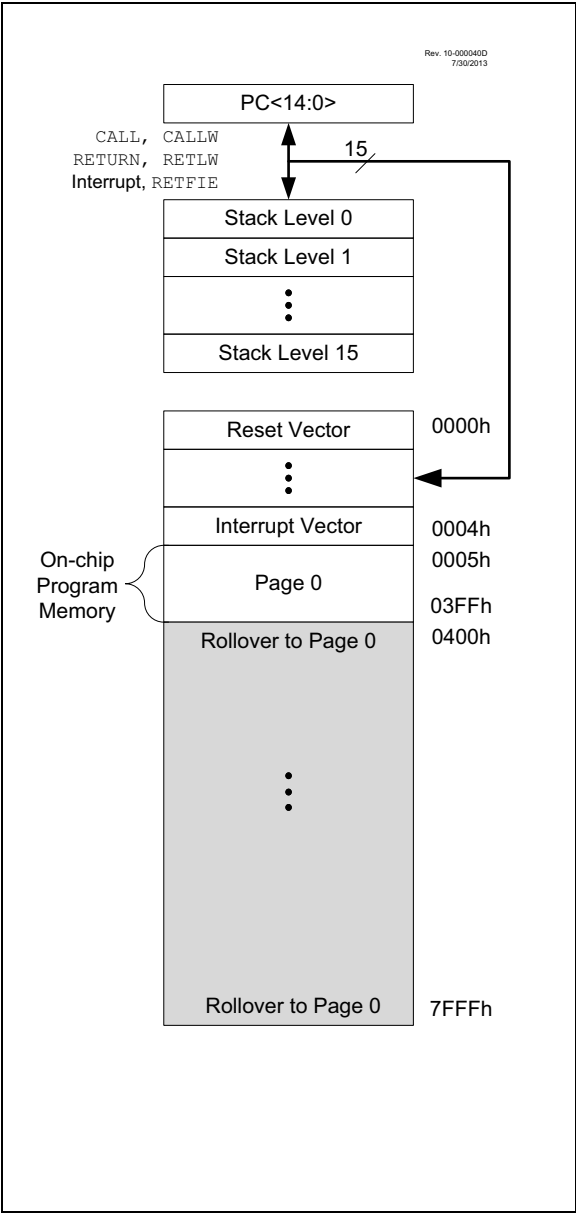 Rev. 10-000040D
7/30/2013
PC<14:0>
CALL, CALLW
RETURN, RETLW
Interrupt, RETFIE
15
Stack Level 0
Stack Level 1
Stack Level 15
Reset Vector
0000h
Interrupt Vector
0004h
On-chip
Program
Memory
Page 0
0005h
03FFh
Rollover to Page 0
0400h
Rollover to Page 0
7FFFh